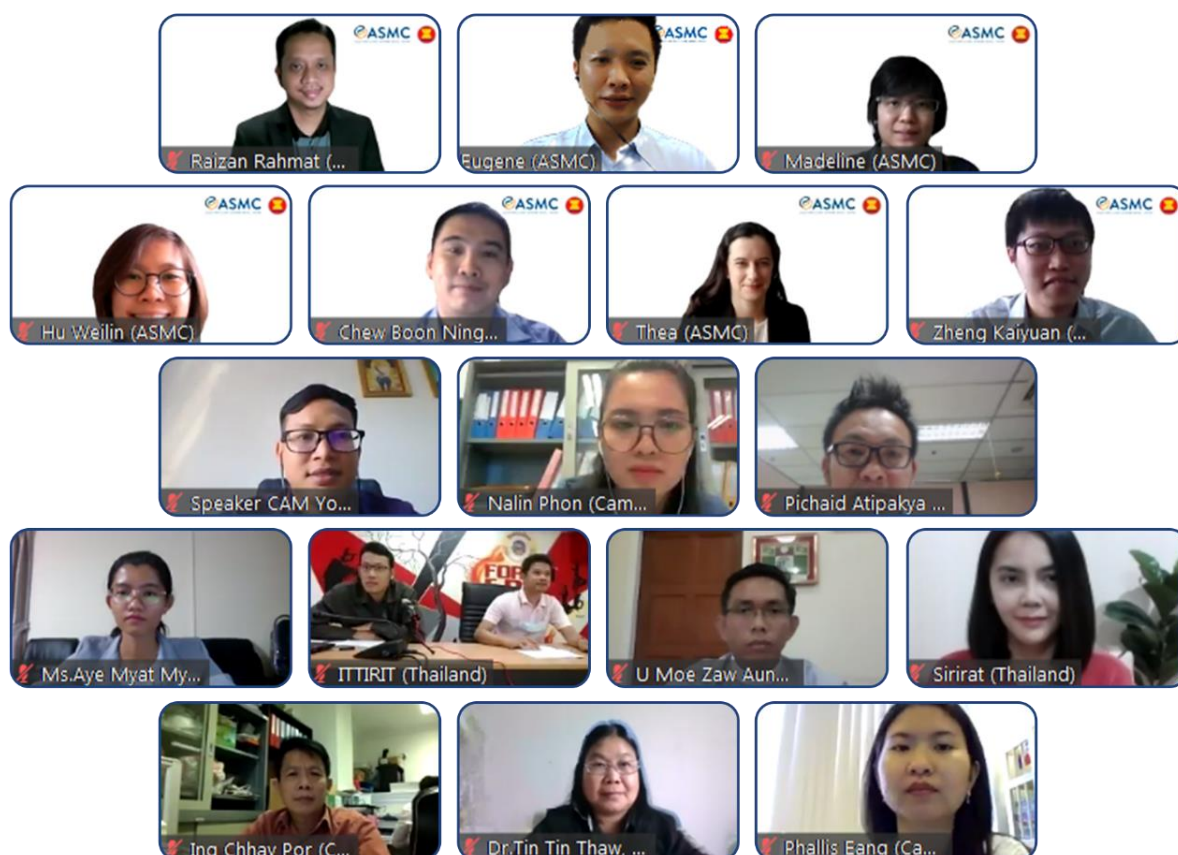 ASMC
ASMC
ASMC
Raizan Rahmat (...
Eugene (ASMC)
Madeline (ASMC)
ASMC
ASMC
ASMC
ASMC
Hu Weilin (ASMC)
Chew Boon Ning...
Thea (ASMC)
Zheng Kaiyuan (...
Speaker CAM Yo...
Nalin Phon (Cam...
Pichaid Atipakya ...
Ms.Aye Myat My...
ITTIRIT (Thailand)
U Moe Zaw Aun...
Sirirat (Thailand)
Ing Chhay Por (C...
Dr.Tin Tin Thaw, ...
Phallis Eang (Ca...